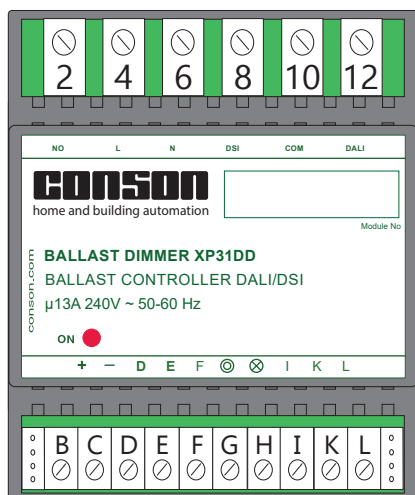 2 4 6 8 10 12
NO L N DSI COM DALI
conson
home and building automation
Module No
conson.com
BALLAST DIMMER XP31DD
BALLAST CONTROLLER DALI/DSI
µ13A 240V ~ 50-60 Hz
ON
+ − D E F ◎ ⊗ I K L
B C D E F G H I K L